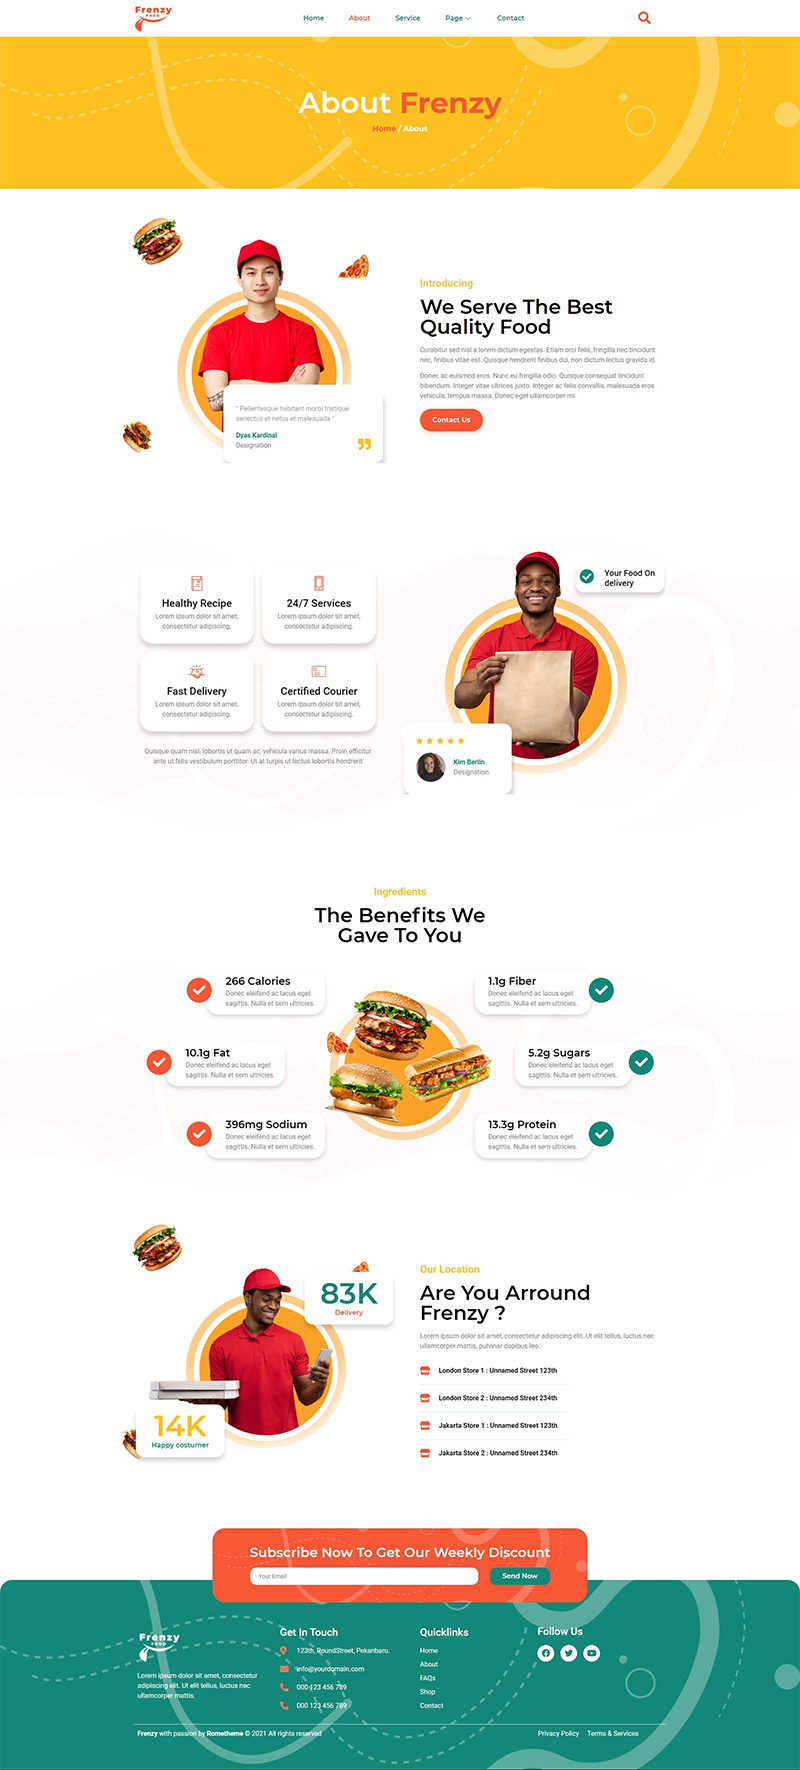 Frenzy
FOOD
Home About Service Page Contact
About Frenzy
Home / About
Introducing
We Serve The Best
Quality Food
Curabitur sed nisl a lorem dictum egestas. Etiam orci felis, fringilla nec tincidunt
nec, finibus vitae est. Quisque hendrerit finibus dui, non dictum lectus gravida id.
Donec ac euismod eros. Nunc eu fringilla odio. Quisque consequat tincidunt
bibendum. Integer vitae ultrices justo. Integer ac felis convallis, malesuada eros
vehicula, tempus massa. Donec eget ullamcorper mi.
Contact Us
" Pellentesque habitant morbi tristique
senectus et netus et malesuada "
Dyas Kardinal
Designation
Healthy Recipe
Lorem ipsum dolor sit amet,
consectetur adipiscing.
24/7 Services
Lorem ipsum dolor sit amet,
consectetur adipiscing.
Fast Delivery
Lorem ipsum dolor sit amet,
consectetur adipiscing.
Certified Courier
Lorem ipsum dolor sit amet,
consectetur adipiscing.
Quisque quam nisl, lobortis ut quam ac, vehicula varius massa. Proin efficitur
ante ut felis vestibulum porttitor. Ut at turpis ut lectus lobortis hendrerit
Your Food On
delivery
Kim Berlin
Designation
Ingredients
The Benefits We
Gave To You
266 Calories
Donec eleifend ac lacus eget
sagittis. Nulla et sem ultricies.
10.1g Fat
Donec eleifend ac lacus eget
sagittis. Nulla et sem ultricies.
396mg Sodium
Donec eleifend ac lacus eget
sagittis. Nulla et sem ultricies.
1.1g Fiber
Donec eleifend ac lacus eget
sagittis. Nulla et sem ultricies.
5.2g Sugars
Donec eleifend ac lacus eget
sagittis. Nulla et sem ultricies.
13.3g Protein
Donec eleifend ac lacus eget
sagittis. Nulla et sem ultricies.
83K
Delivery
14K
Happy costumer
Our Location
Are You Arround
Frenzy ?
Lorem ipsum dolor sit amet, consectetur adipiscing elit. Ut elit tellus, luctus nec
ullamcorper mattis, pulvinar dapibus leo.
London Store 1 : Unnamed Street 123th
London Store 2 : Unnamed Street 234th
Jakarta Store 1 : Unnamed Street 123th
Jakarta Store 2 : Unnamed Street 234th
Subscribe Now To Get Our Weekly Discount
Your Email
Send Now
Frenzy
FOOD
Lorem ipsum dolor sit amet, consectetur
adipiscing elit. Ut elit tellus, luctus nec
ullamcorper mattis.
Get In Touch
123th, RoundStreet, Pekanbaru.
info@yourdomain.com
000 123 456 789
000 123 456 789
Quicklinks
Home
About
FAQs
Shop
Contact
Follow Us
Frenzy with passion by Rometheme © 2021 All rights reserved
Privacy Policy Terms & Services